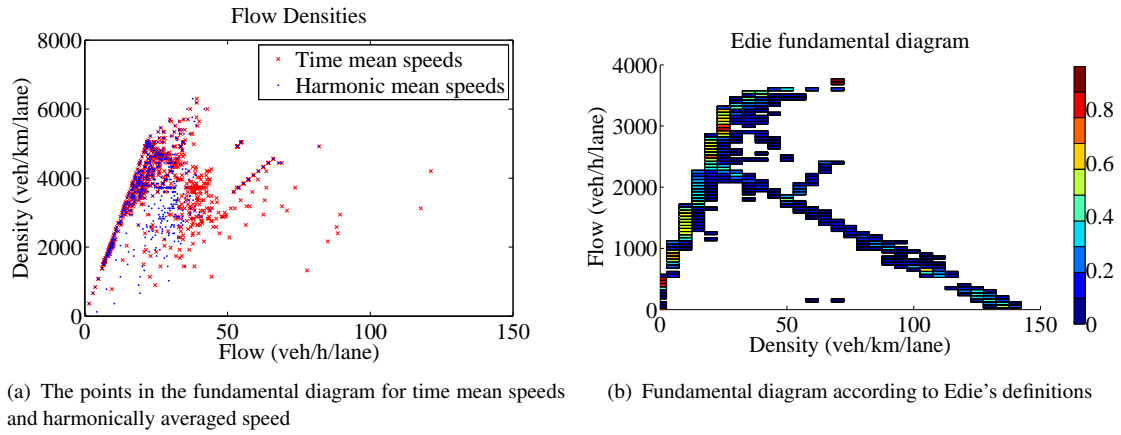 Flow Densities
8000
6000
4000
2000
0
0 50 100 150
Density (veh/km/lane)
Flow (veh/h/lane)
Time mean speeds
Harmonic mean speeds
(a) The points in the fundamental diagram for time mean speeds
and harmonically averaged speed
Edie fundamental diagram
4000
3000
2000
1000
0
0 50 100 150
Flow (veh/h/lane)
Density (veh/km/lane)
0.8
0.6
0.4
0.2
0
(b) Fundamental diagram according to Edie's definitions